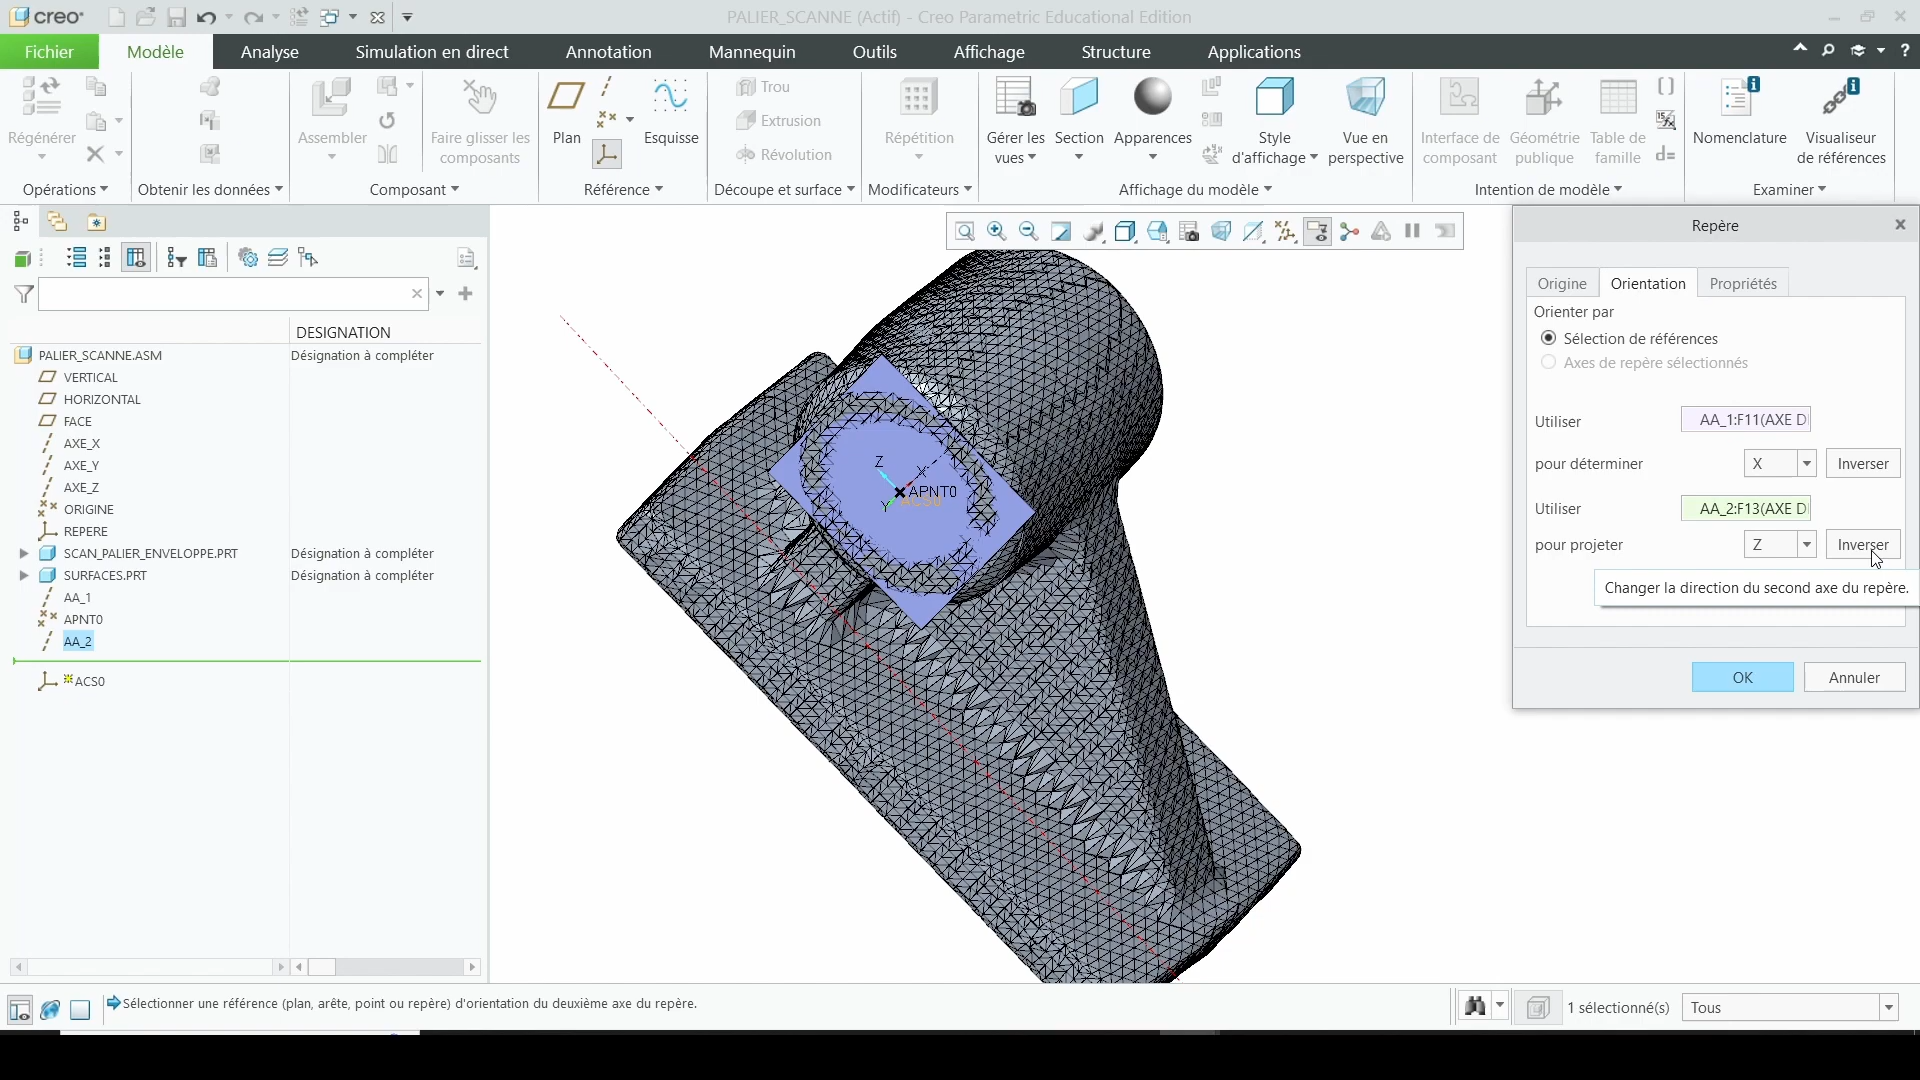 creo
PALIER_SCANNE (Actif) - Creo Parametric Educational Edition
Fichier Modèle Analyse Simulation en direct Annotation Mannequin Outils Affichage Structure Applications
Régénérer Assembler Faire glisser les composants Plan Esquisse Trou Extrusion Révolution Répétition Gérer les vues Section Apparences Style d'affichage Vue en perspective Interface de composant Géométrie publique Table de famille Nomenclature Visualiseur de références
Opérations Obtenir les données Composant Référence Découpe et surface Modificateurs Affichage du modèle Intention de modèle Examiner
DESIGNATION
PALIER_SCANNE.ASM Désignation à compléter
VERTICAL
HORIZONTAL
FACE
AXE_X
AXE_Y
AXE_Z
ORIGINE
REPERE
SCAN_PALIER_ENVELOPPE.PRT Désignation à compléter
SURFACES.PRT Désignation à compléter
AA_1
APNT0
AA_2
ACS0
Z
X
APNT0
ACS0
Y
Repère
Origine Orientation Propriétés
Orienter par
Sélection de références
Axes de repère sélectionnés
Utiliser AA_1:F11(AXE D
pour déterminer X Inverser
Utiliser AA_2:F13(AXE D
pour projeter Z Inverser
Changer la direction du second axe du repère.
OK Annuler
Sélectionner une référence (plan, arête, point ou repère) d'orientation du deuxième axe du repère.
1 sélectionné(s) Tous